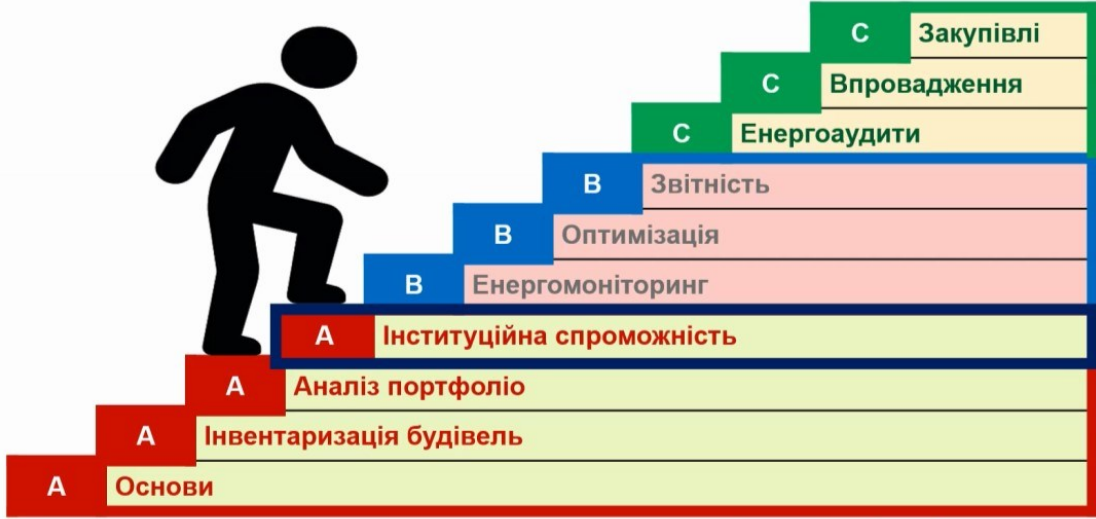 C Закупівлі
C Впровадження
C Енергоаудити
B Звітність
B Оптимізація
B Енергомоніторинг
A Інституційна спроможність
A Аналіз портфоліо
A Інвентаризація будівель
A Основи